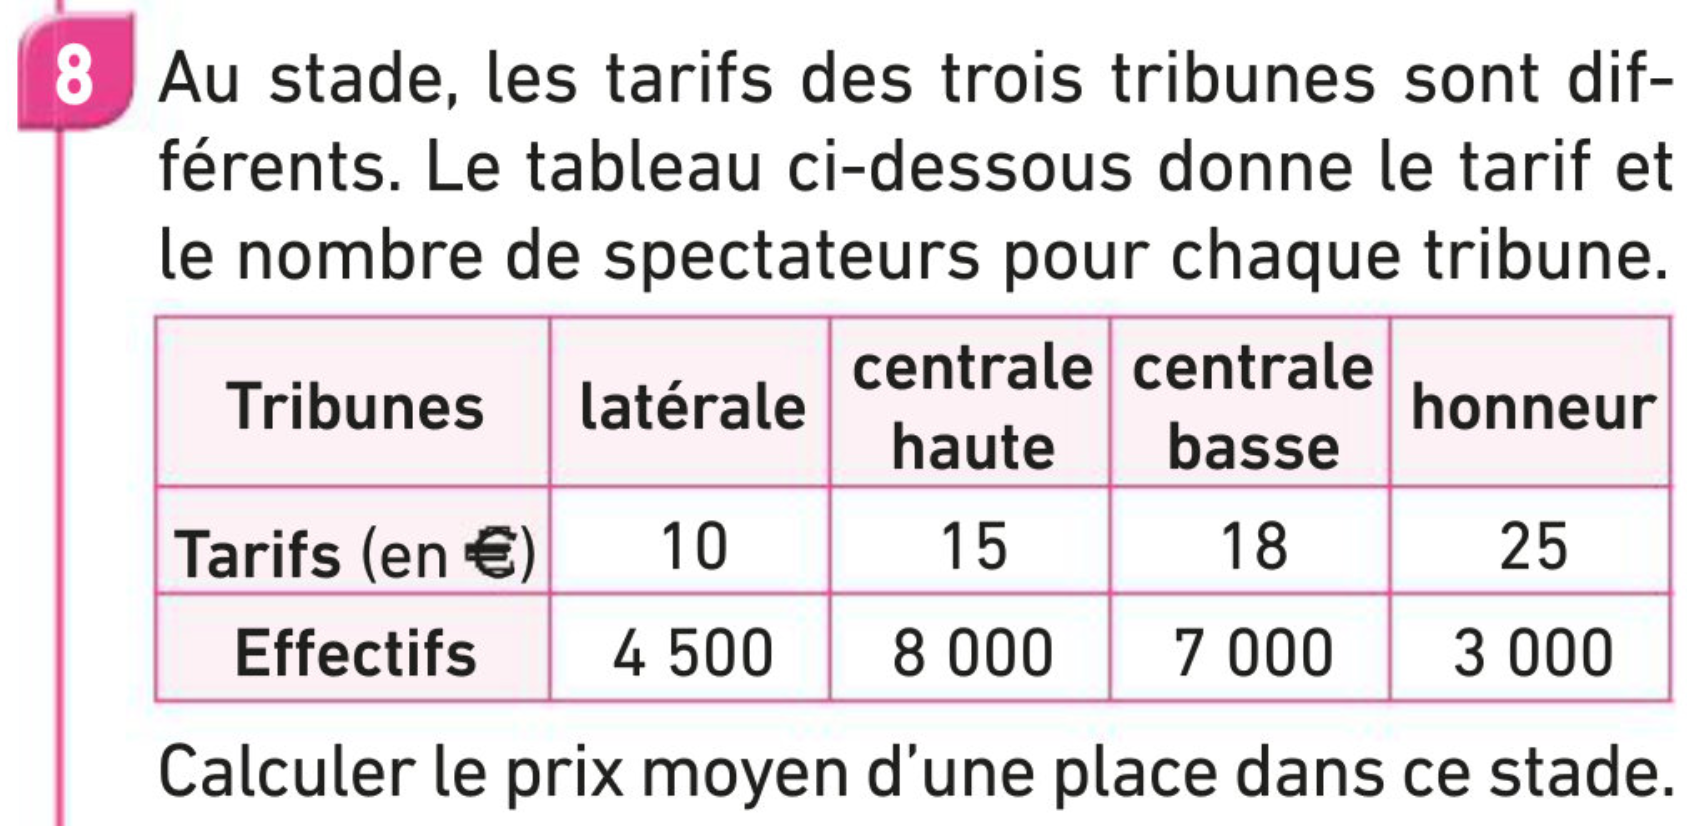 8 Au stade, les tarifs des trois tribunes sont dif-
férents. Le tableau ci-dessous donne le tarif et
le nombre de spectateurs pour chaque tribune.
Tribunes latérale centrale haute centrale basse honneur
Tarifs (en €) 10 15 18 25
Effectifs 4 500 8 000 7 000 3 000
Calculer le prix moyen d'une place dans ce stade.